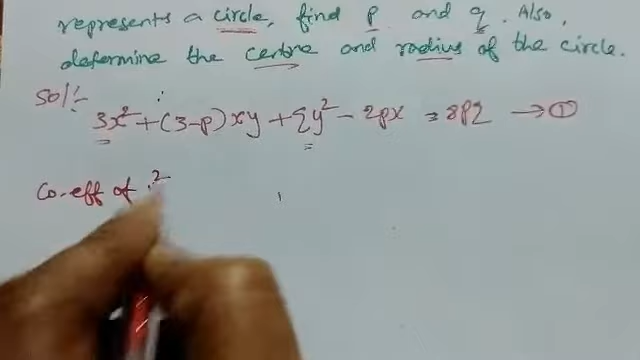 represents a circle, find p and q. Also,
determine the centre and radius of the circle.
Sol:-
3x² + (3-p)xy + qy² - 2px = 8pq → ①
Co-eff of